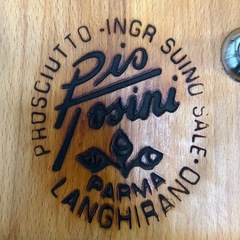 PROSCIUTTO - INGR SUINO SALE •
Pio
Tosini
PARMA
LANGHIRANO